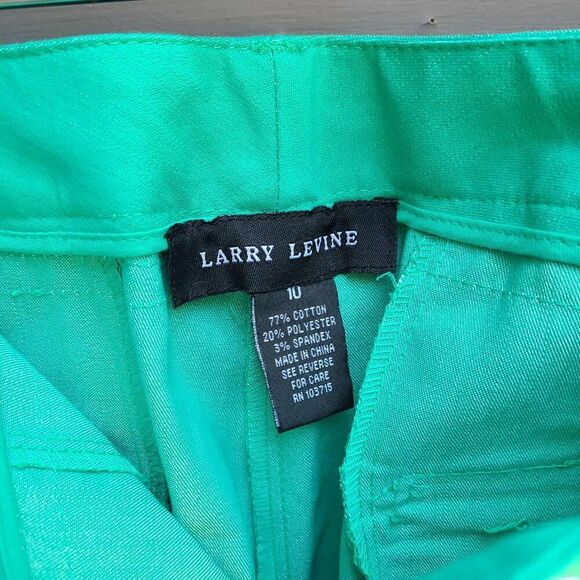 LARRY LEVINE
10
77% COTTON
20% POLYESTER
3% SPANDEX
MADE IN CHINA
SEE REVERSE
FOR CARE
RN 103715